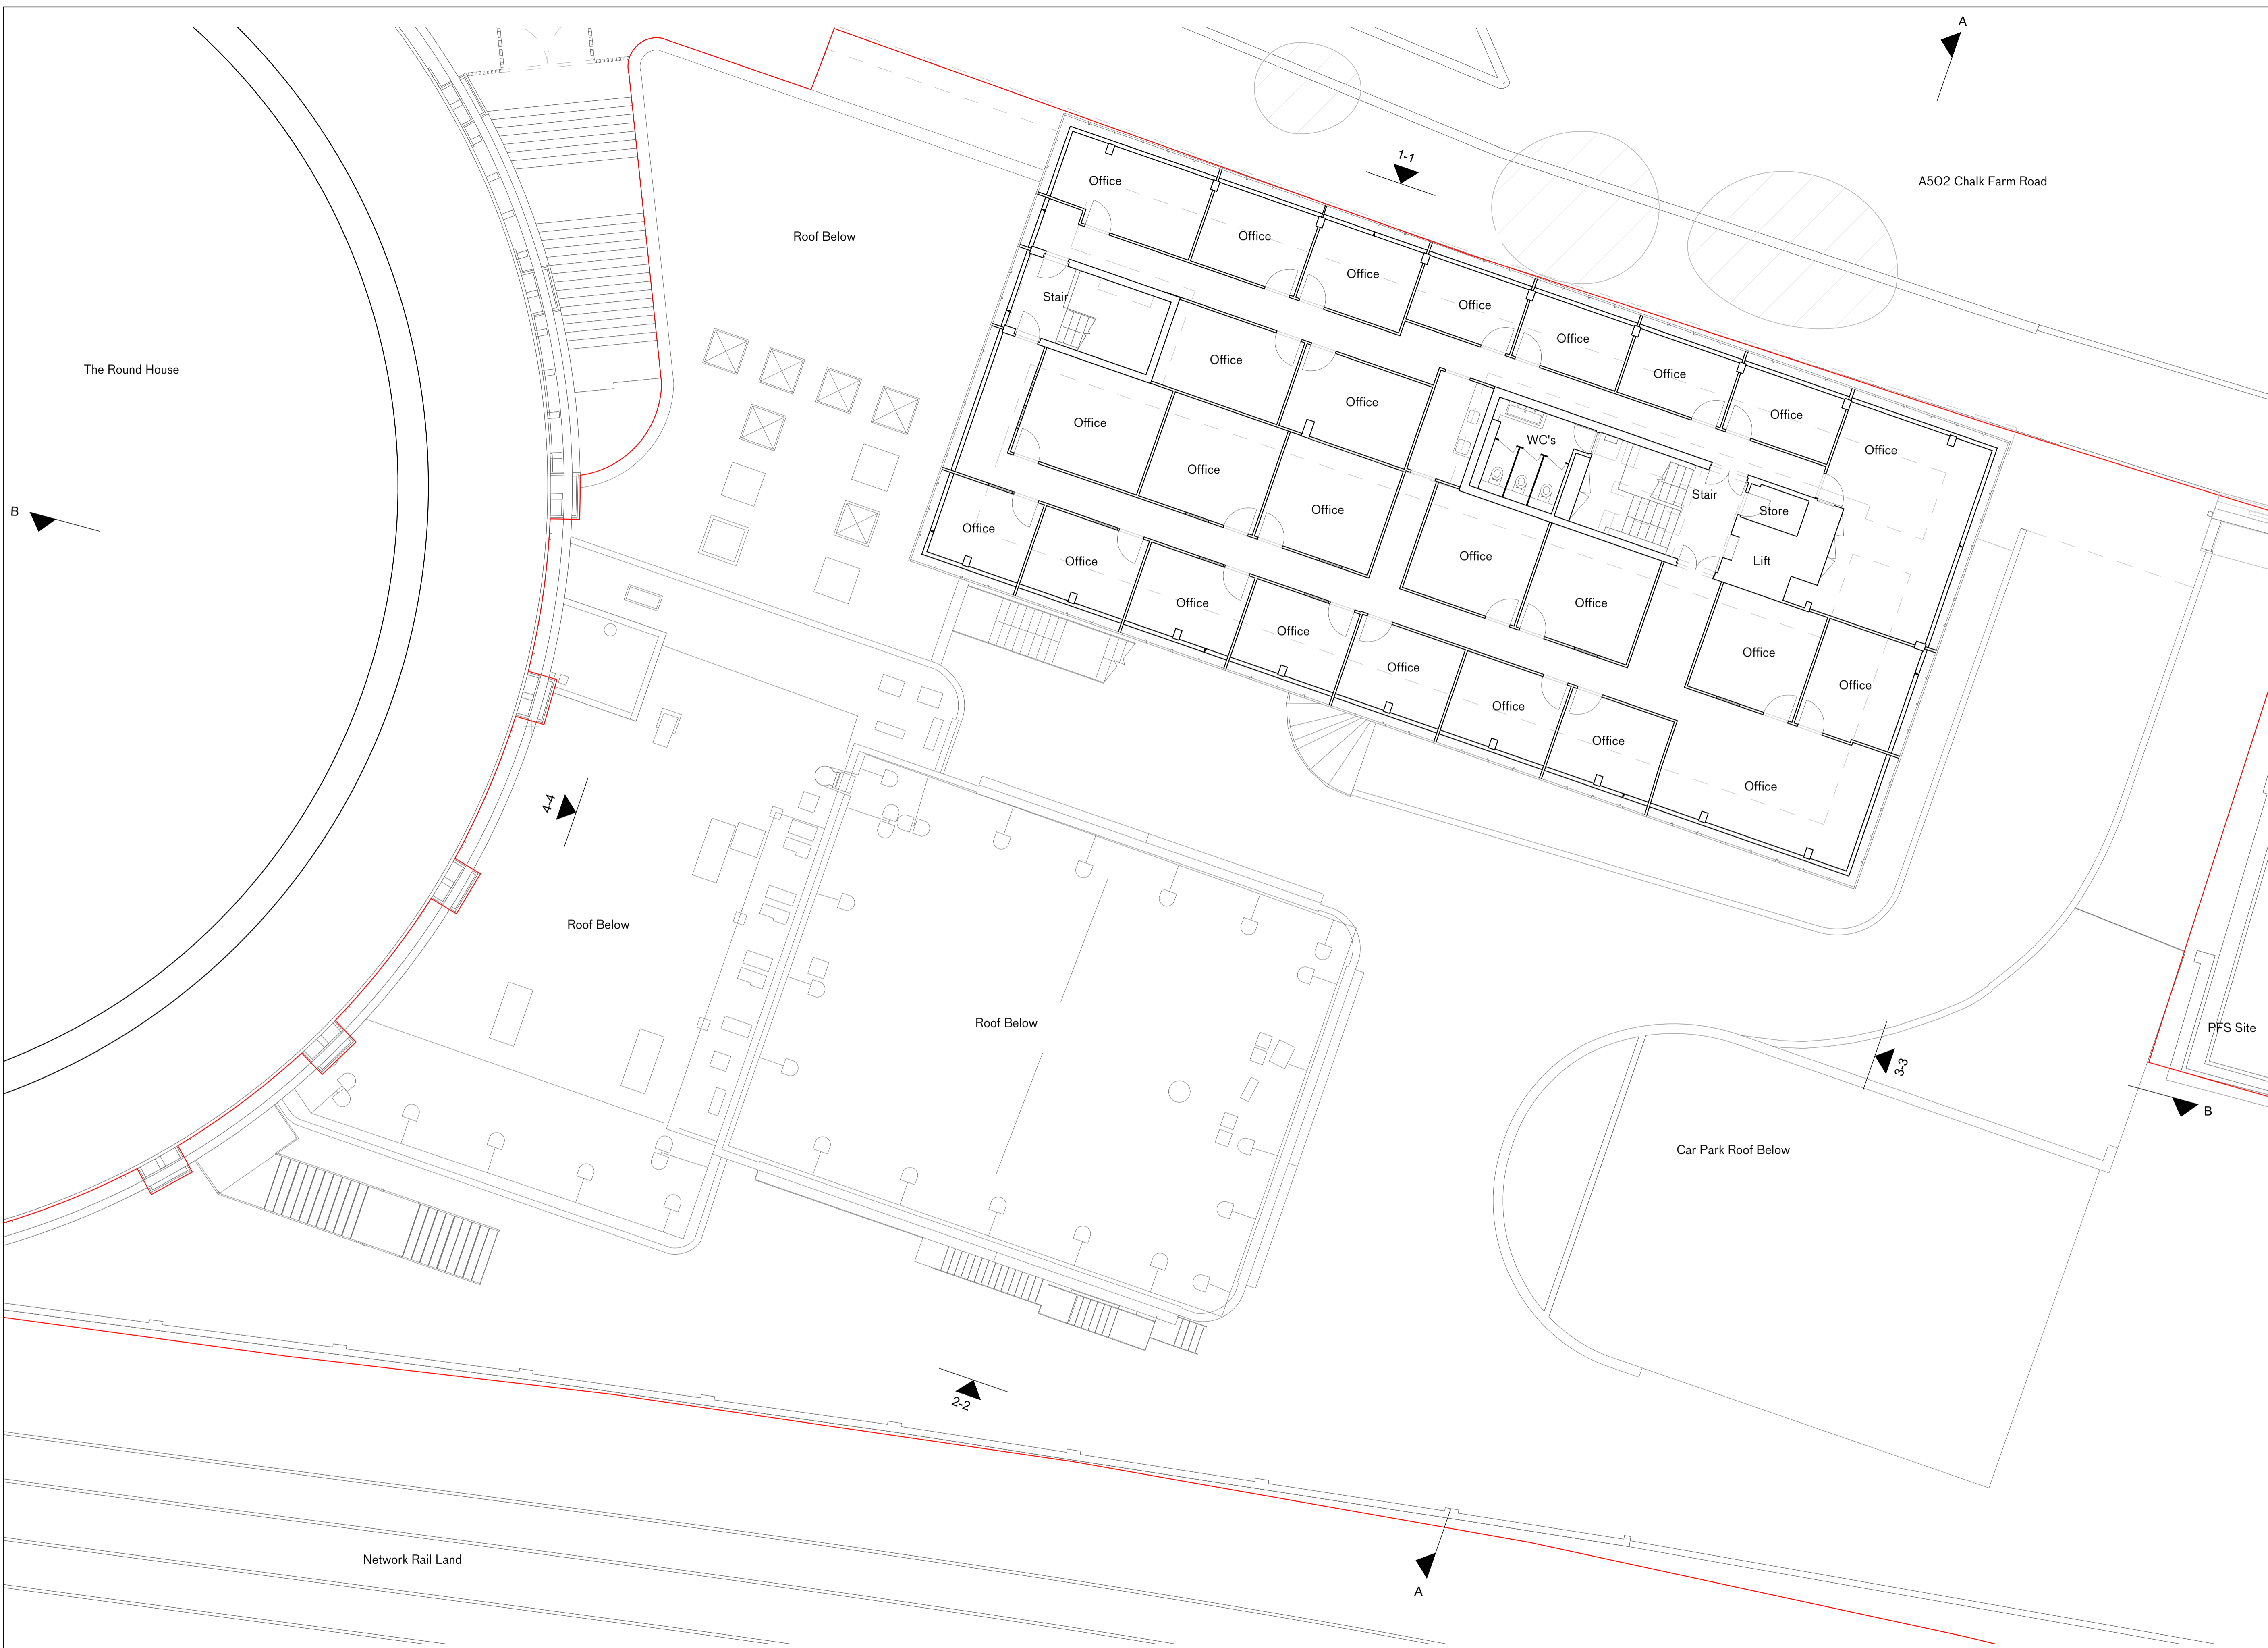 A
1-1
A502 Chalk Farm Road
Office
Roof Below
Office
Office
Stair
Office
Office
Office
The Round House
Office
Office
Office
Office
WC's
Office
Office
Stair
B
Office
Store
Office
Office
Office
Lift
Office
Office
Office
Office
Office
Office
Office
Office
Office
Office
4-4
Roof Below
Roof Below
PFS Site
3-3
B
Car Park Roof Below
2-2
Network Rail Land
A